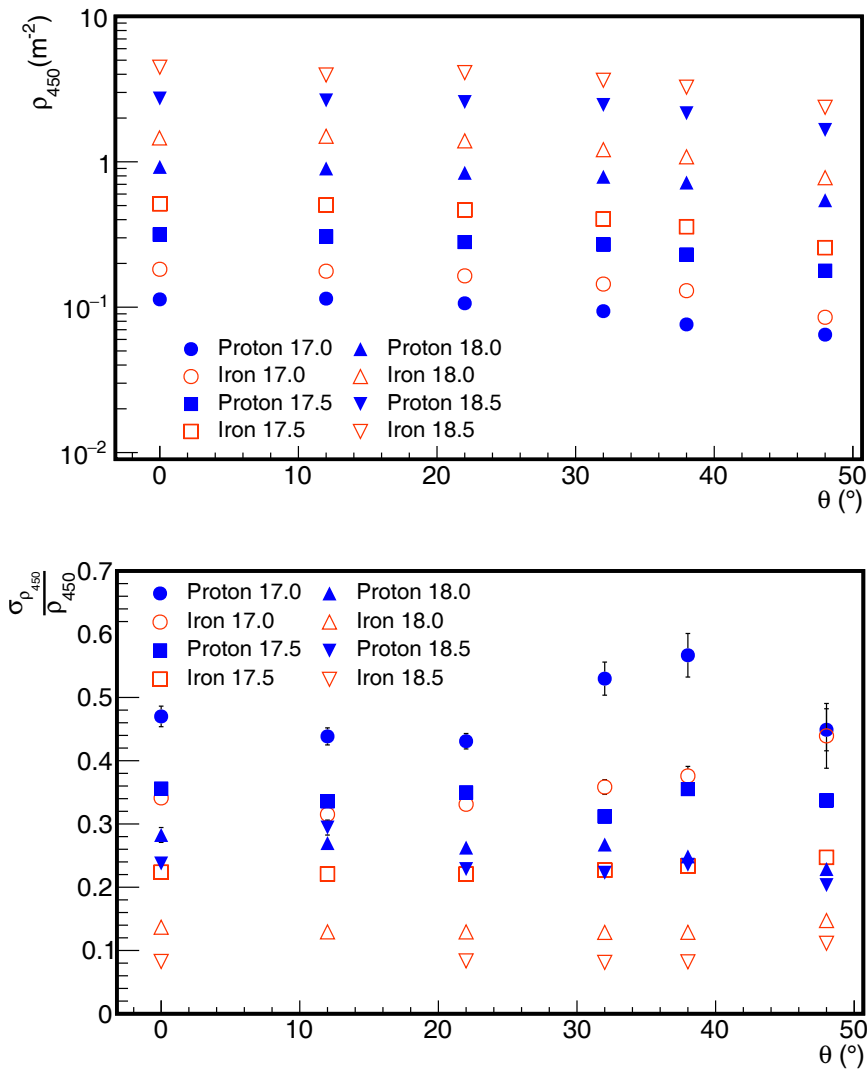 ρ450(m−2)
10
1
10−1
10−2
Proton 17.0 Proton 18.0
Iron 17.0 Iron 18.0
Proton 17.5 Proton 18.5
Iron 17.5 Iron 18.5
0 10 20 30 40 50
θ (°)
σρ450
ρ450
0.7
0.6
0.5
0.4
0.3
0.2
0.1
0
Proton 17.0 Proton 18.0
Iron 17.0 Iron 18.0
Proton 17.5 Proton 18.5
Iron 17.5 Iron 18.5
0 10 20 30 40 50
θ (°)